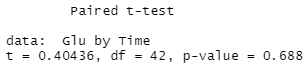 Paired t-test
data:  Glu by Time
t = 0.40436, df = 42, p-value = 0.688